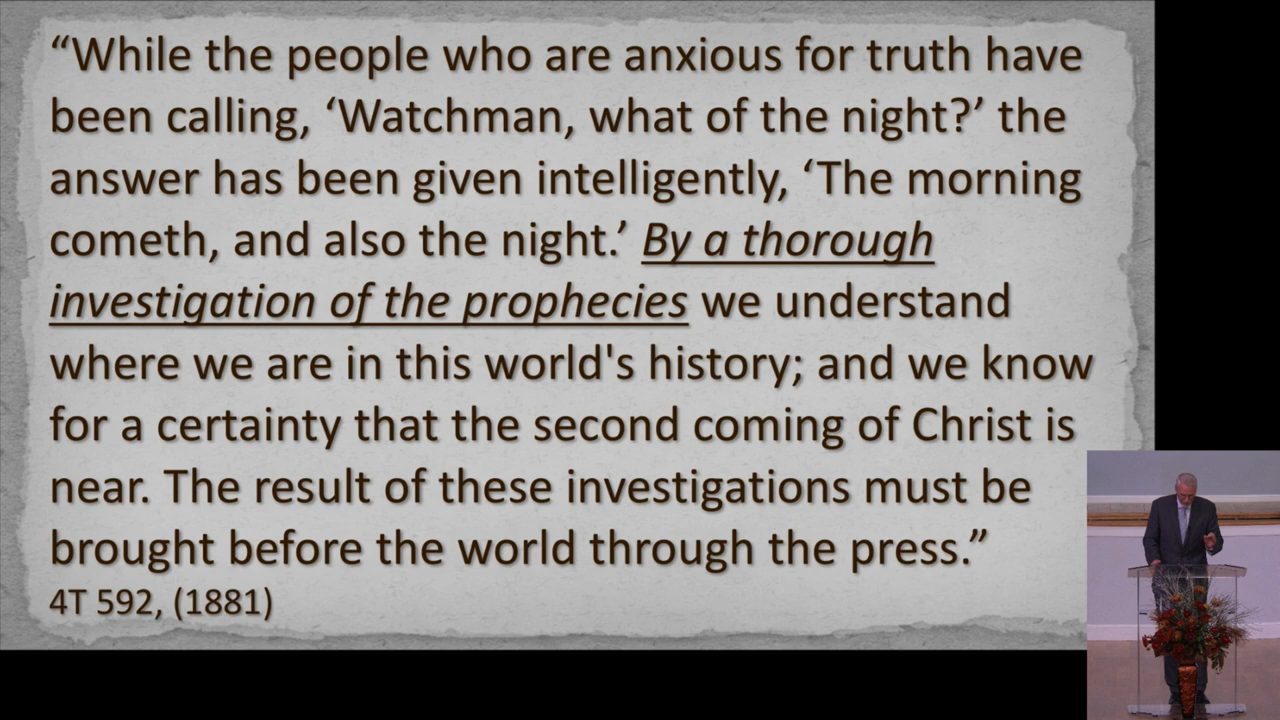 “While the people who are anxious for truth have
been calling, ‘Watchman, what of the night?’ the
answer has been given intelligently, ‘The morning
cometh, and also the night.’ By a thorough
investigation of the prophecies we understand
where we are in this world's history; and we know
for a certainty that the second coming of Christ is
near. The result of these investigations must be
brought before the world through the press.”
4T 592, (1881)